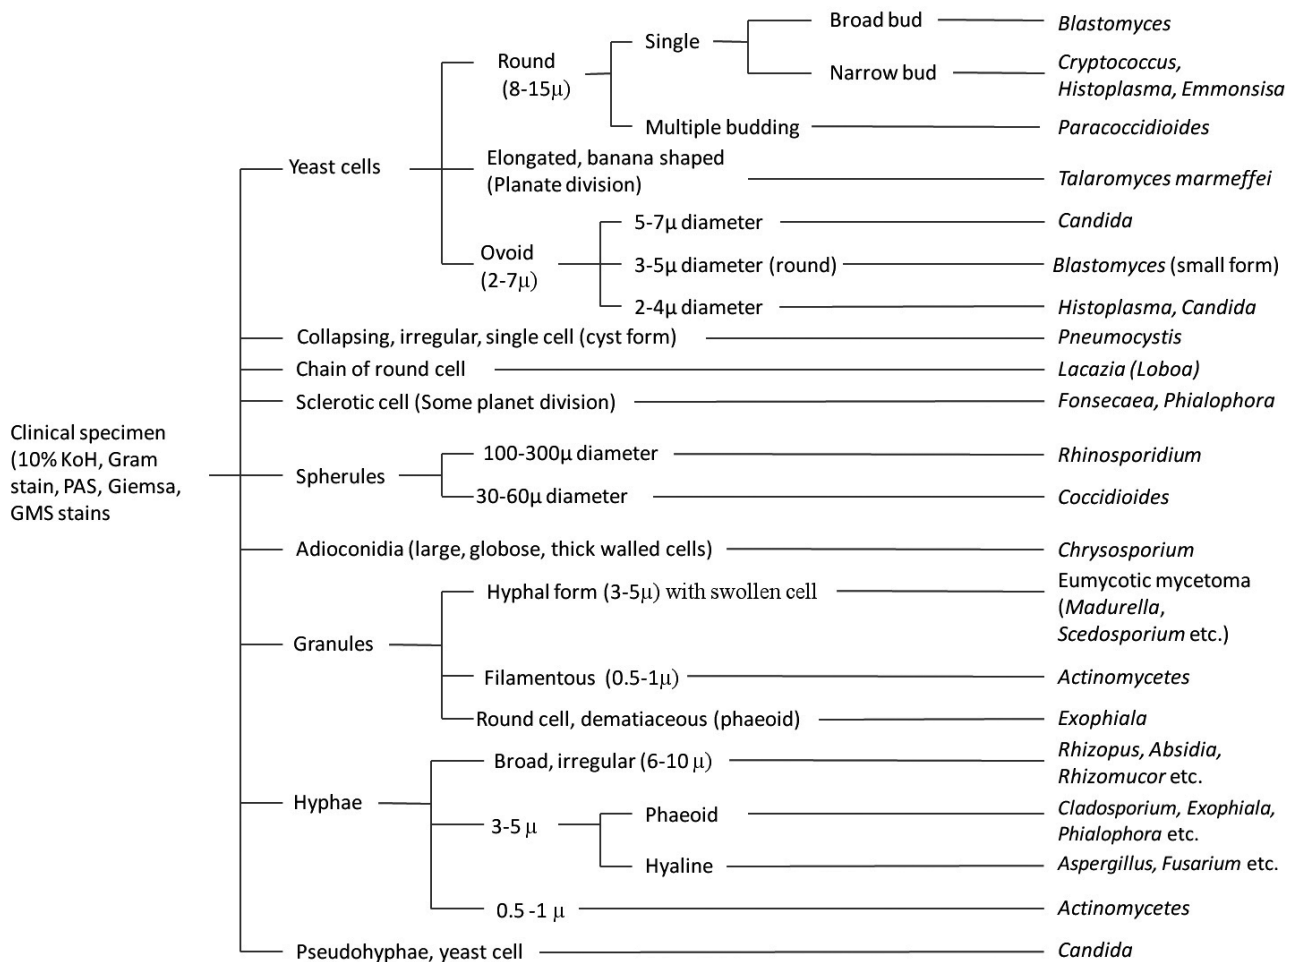 Clinical specimen
(10% KoH, Gram
stain, PAS, Giemsa,
GMS stains
Yeast cells
Round
(8-15μ)
Single
Broad bud
Blastomyces
Narrow bud
Cryptococcus,
Histoplasma, Emmonsisa
Multiple budding
Paracoccidioides
Elongated, banana shaped
(Planate division)
Talaromyces marmeffei
Ovoid
(2-7μ)
5-7μ diameter
Candida
3-5μ diameter (round)
Blastomyces (small form)
2-4μ diameter
Histoplasma, Candida
Collapsing, irregular, single cell (cyst form)
Pneumocystis
Chain of round cell
Lacazia (Loboa)
Sclerotic cell (Some planet division)
Fonsecaea, Phialophora
Spherules
100-300μ diameter
Rhinosporidium
30-60μ diameter
Coccidioides
Adioconidia (large, globose, thick walled cells)
Chrysosporium
Granules
Hyphal form (3-5μ) with swollen cell
Eumycotic mycetoma
(Madurella,
Scedosporium etc.)
Filamentous (0.5-1μ)
Actinomycetes
Round cell, dematiaceous (phaeoid)
Exophiala
Hyphae
Broad, irregular (6-10 μ)
Rhizopus, Absidia,
Rhizomucor etc.
3-5 μ
Phaeoid
Cladosporium, Exophiala,
Phialophora etc.
Hyaline
Aspergillus, Fusarium etc.
0.5 -1 μ
Actinomycetes
Pseudohyphae, yeast cell
Candida